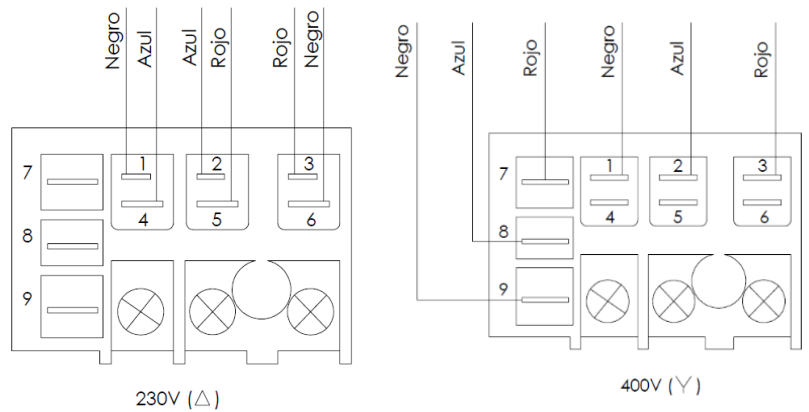 Negro Azul Azul Rojo Rojo Negro
7 1 2 3
4 5 6
8
9
230V (△)
Negro Azul Rojo Negro Azul Rojo
7 1 2 3
4 5 6
8
9
400V (Y)